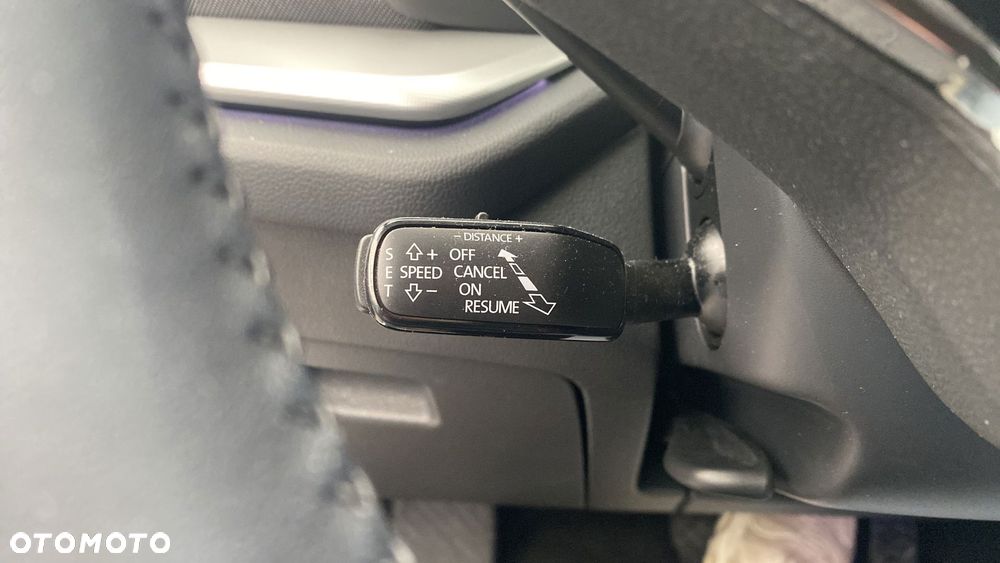 − DISTANCE +
S + OFF
E SPEED CANCEL
T − ON
RESUME
OTOMOTO